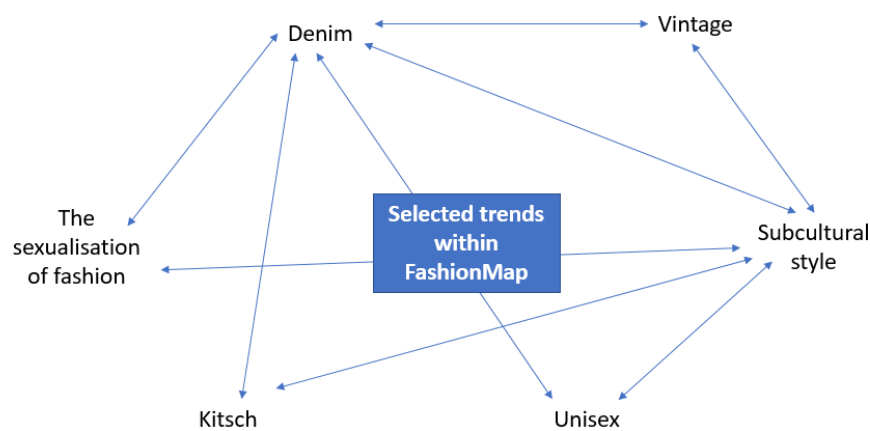 Denim
Vintage
Selected trends
within
FashionMap
The
sexualisation
of fashion
Subcultural
style
Kitsch
Unisex